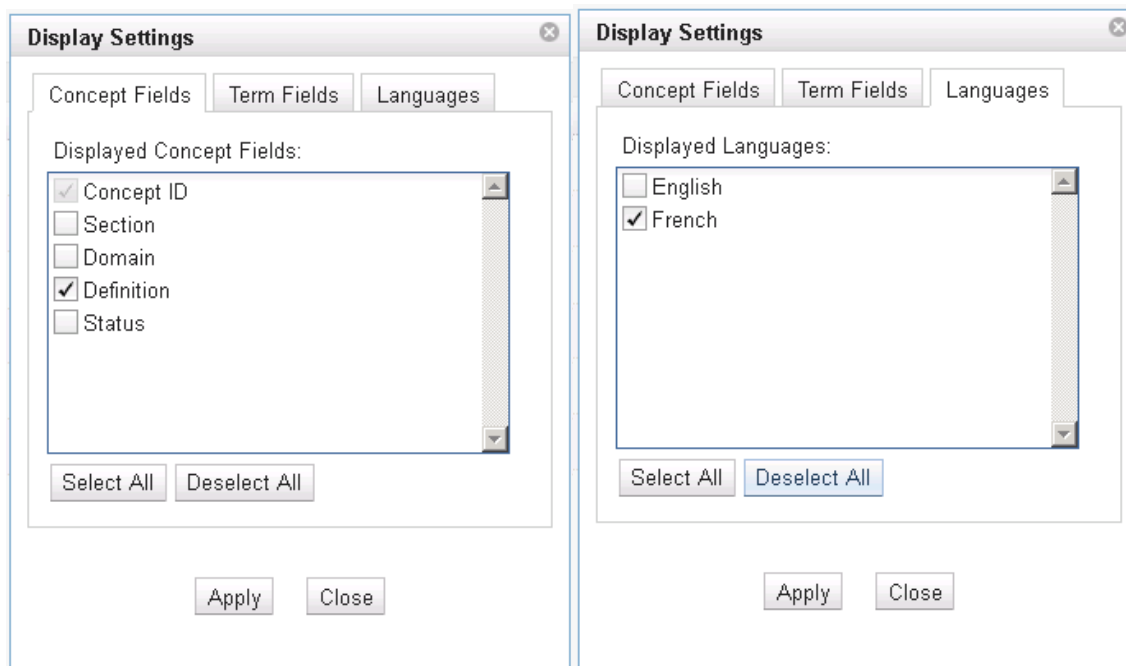 Display Settings
Concept Fields Term Fields Languages
Displayed Concept Fields:
Concept ID
Section
Domain
Definition
Status
Select All Deselect All
Apply Close
Display Settings
Concept Fields Term Fields Languages
Displayed Languages:
English
French
Select All Deselect All
Apply Close